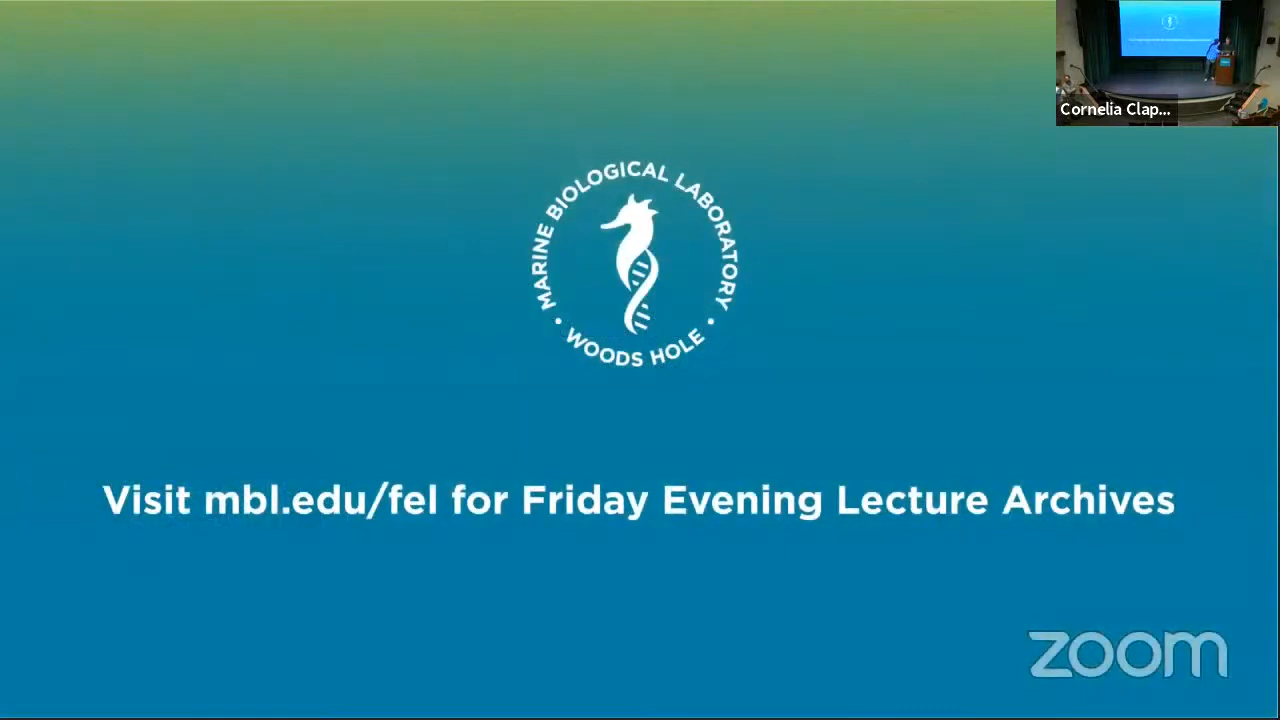 Cornelia Clap...
MARINE BIOLOGICAL LABORATORY
• WOODS HOLE •
Visit mbl.edu/fel for Friday Evening Lecture Archives
zoom